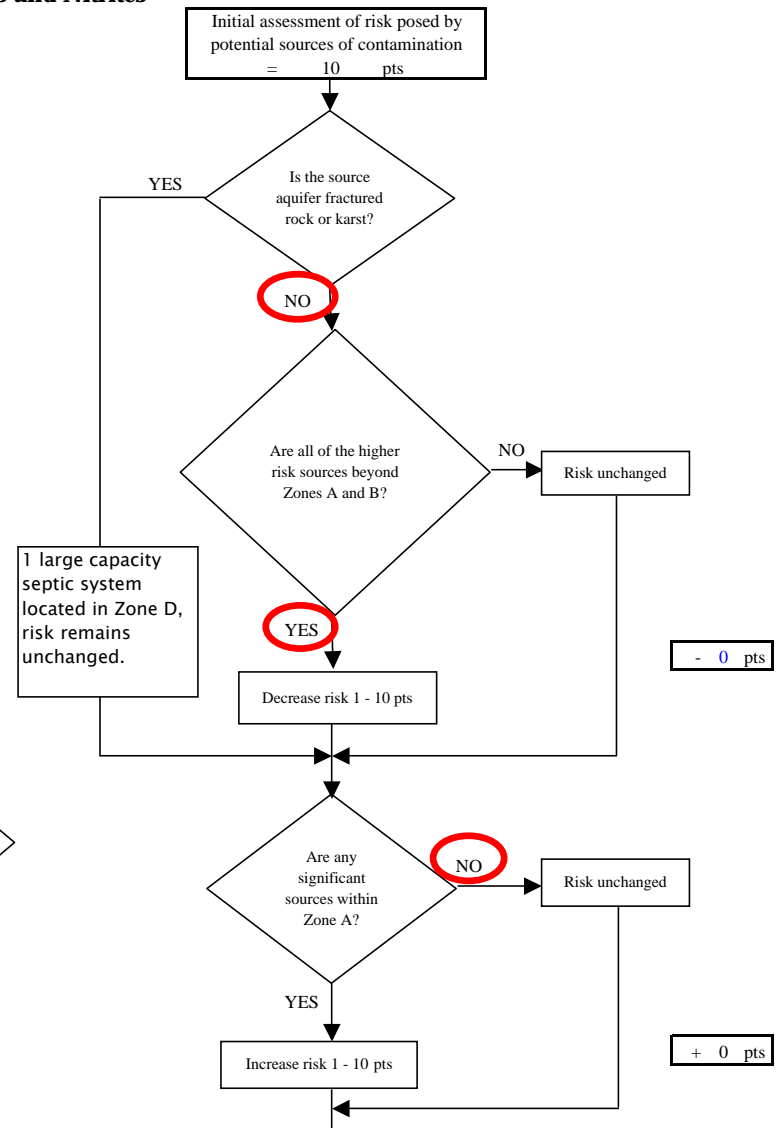 Initial assessment of risk posed by
potential sources of contamination
= 10 pts
Is the source
aquifer fractured
rock or karst?
YES
NO
Are all of the higher
risk sources beyond
Zones A and B?
NO
Risk unchanged
1 large capacity
septic system
located in Zone D,
risk remains
unchanged.
YES
- 0 pts
Decrease risk 1 - 10 pts
Are any
significant
sources within
Zone A?
NO
Risk unchanged
YES
+ 0 pts
Increase risk 1 - 10 pts